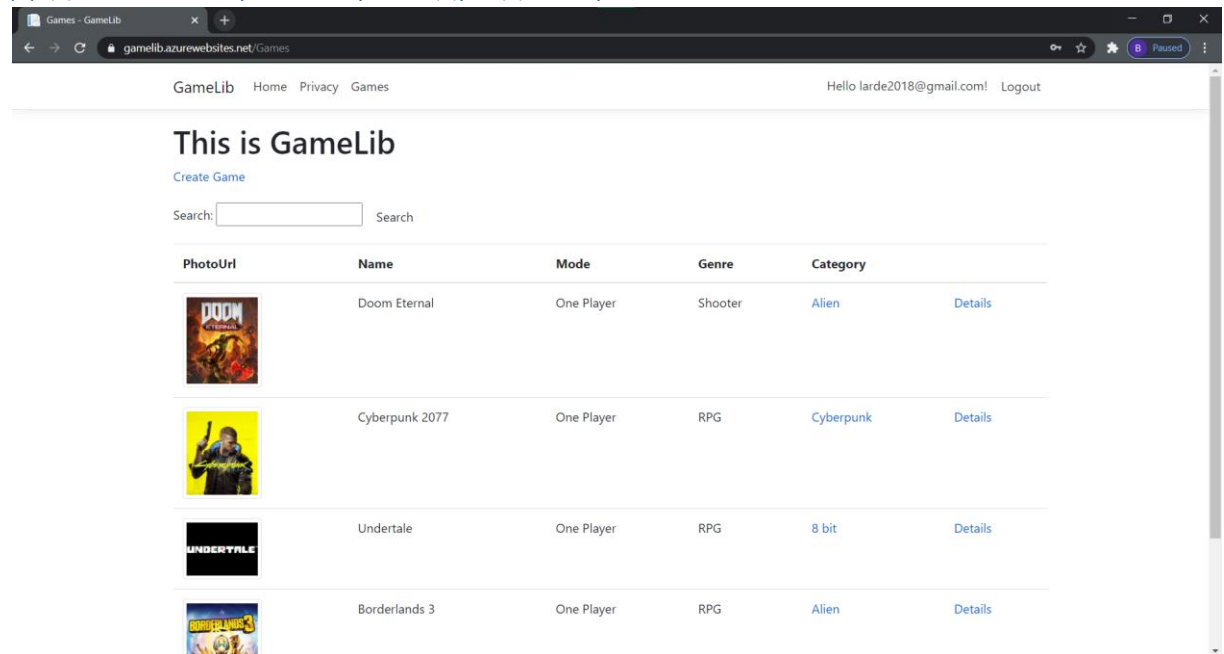 Games - GameLib
gamelib.azurewebsites.net/Games
B Paused
GameLib Home Privacy Games Hello larde2018@gmail.com! Logout
This is GameLib
Create Game
Search: Search
PhotoUrl Name Mode Genre Category
DOOM
ETERNAL
Doom Eternal One Player Shooter Alien Details
Cyberpunk
Cyberpunk 2077 One Player RPG Cyberpunk Details
UNDERTALE
Undertale One Player RPG 8 bit Details
BORDERLANDS 3
Borderlands 3 One Player RPG Alien Details